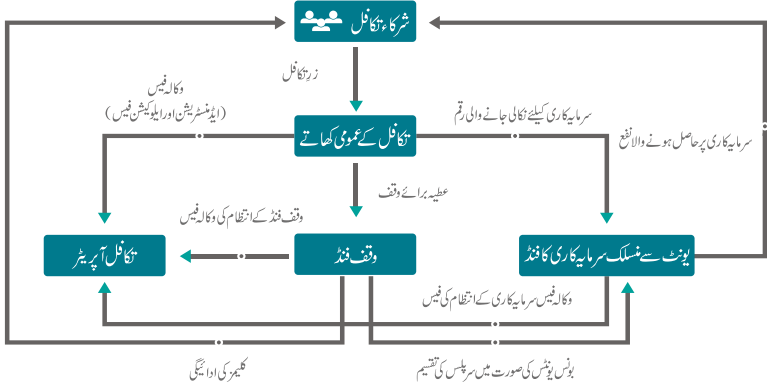 شرکاء تکافل
زرِ تکافل
وکالہ فیس
(ایڈمنسٹریشن اور ایلوکیشن فیس)
تکافل کے عمومی کھاتے
سرمایہ کاری کیلئے نکالی جانے والی رقم
سرمایہ کاری پر حاصل ہونے والا نفع
عطیہ برائے وقف
وقف فنڈ کے انتظام کی وکالہ فیس
یونٹ سے منسلک سرمایہ کاری کا فنڈ
وقف فنڈ
تکافل آپریٹر
وکالہ فیس سرمایہ کاری کے انتظام کی فیس
بونس یونٹس کی صورت میں سرپلس کی تقسیم
کلیمز کی ادائیگی